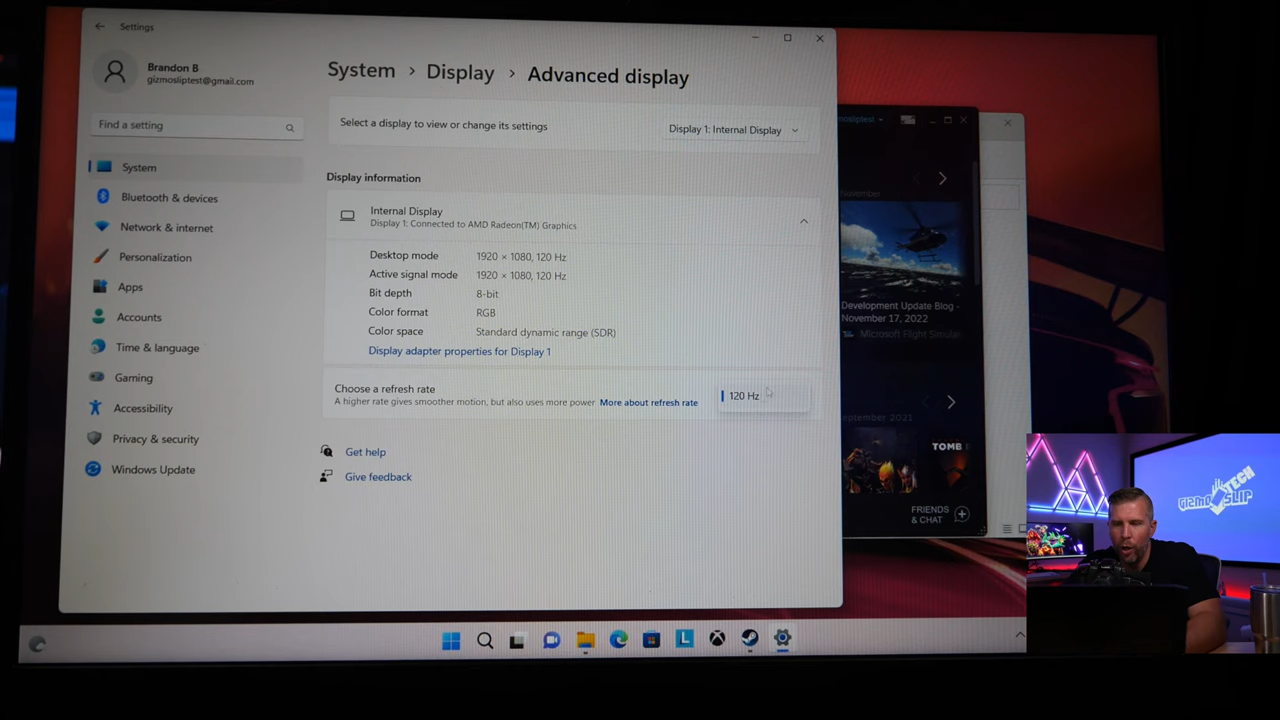 Settings
Brandon B
gizmosliptest@gmail.com
Find a setting
System
Bluetooth & devices
Network & internet
Personalization
Apps
Accounts
Time & language
Gaming
Accessibility
Privacy & security
Windows Update
System > Display > Advanced display
Select a display to view or change its settings
Display 1: Internal Display
Display information
Internal Display
Display 1: Connected to AMD Radeon(TM) Graphics
Desktop mode 1920 × 1080, 120 Hz
Active signal mode 1920 × 1080, 120 Hz
Bit depth 8-bit
Color format RGB
Color space Standard dynamic range (SDR)
Display adapter properties for Display 1
Choose a refresh rate
A higher rate gives smoother motion, but also uses more power More about refresh rate
120 Hz
Get help
Give feedback
mosliptest
November
Development Update Blog -
November 17, 2022
Microsoft Flight Simula
September 2021
TOMB
FRIENDS
& CHAT
L
GIZMO SLIP
TECH